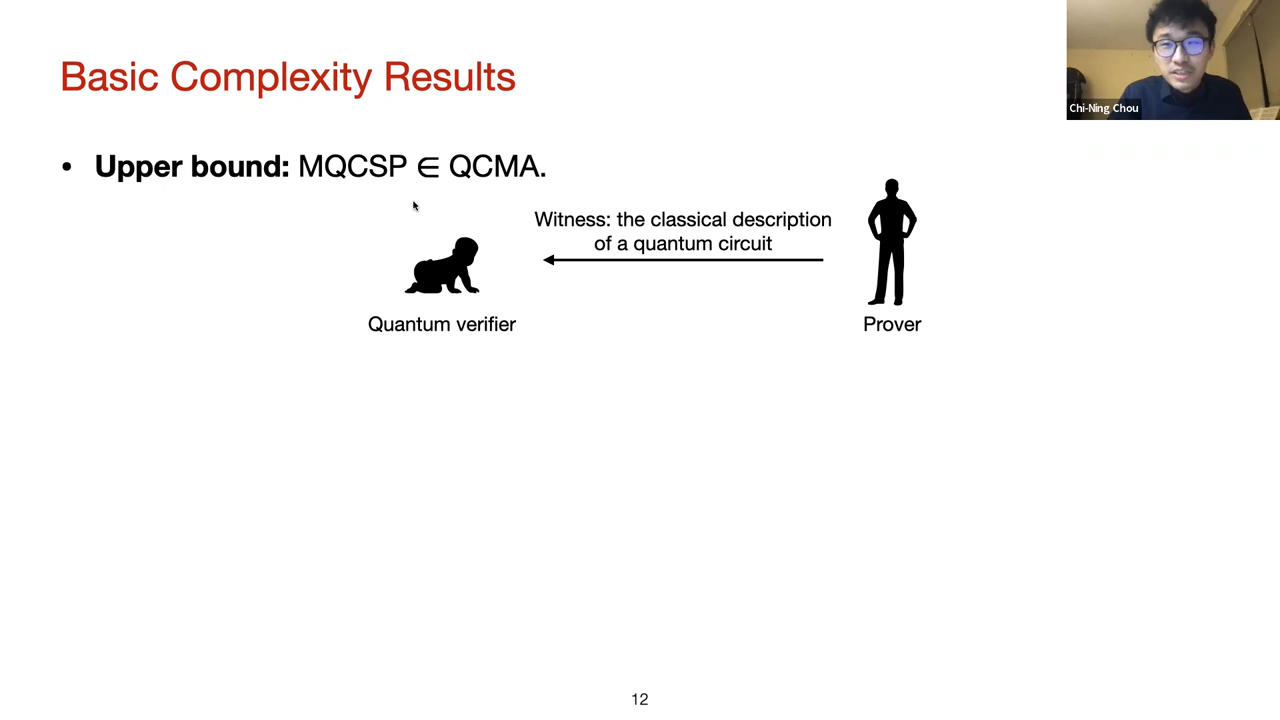 Basic Complexity Results
Chi-Ning Chou
• Upper bound: MQCSP ∈ QCMA.
Witness: the classical description
of a quantum circuit
Quantum verifier
Prover
12